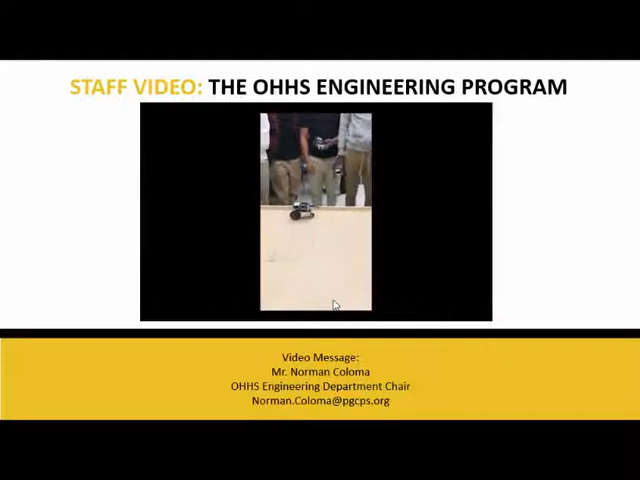 STAFF VIDEO: THE OHHS ENGINEERING PROGRAM
Video Message:
Mr. Norman Coloma
OHHS Engineering Department Chair
Norman.Coloma@pgcps.org